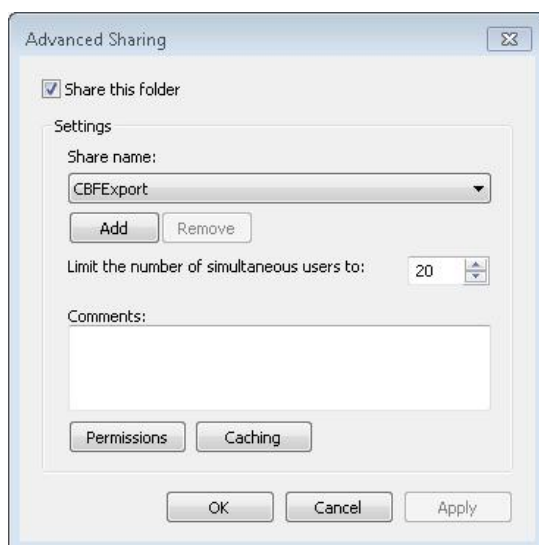 Advanced Sharing
Share this folder
Settings
Share name:
CBFExport
Add Remove
Limit the number of simultaneous users to: 20
Comments:
Permissions Caching
OK Cancel Apply